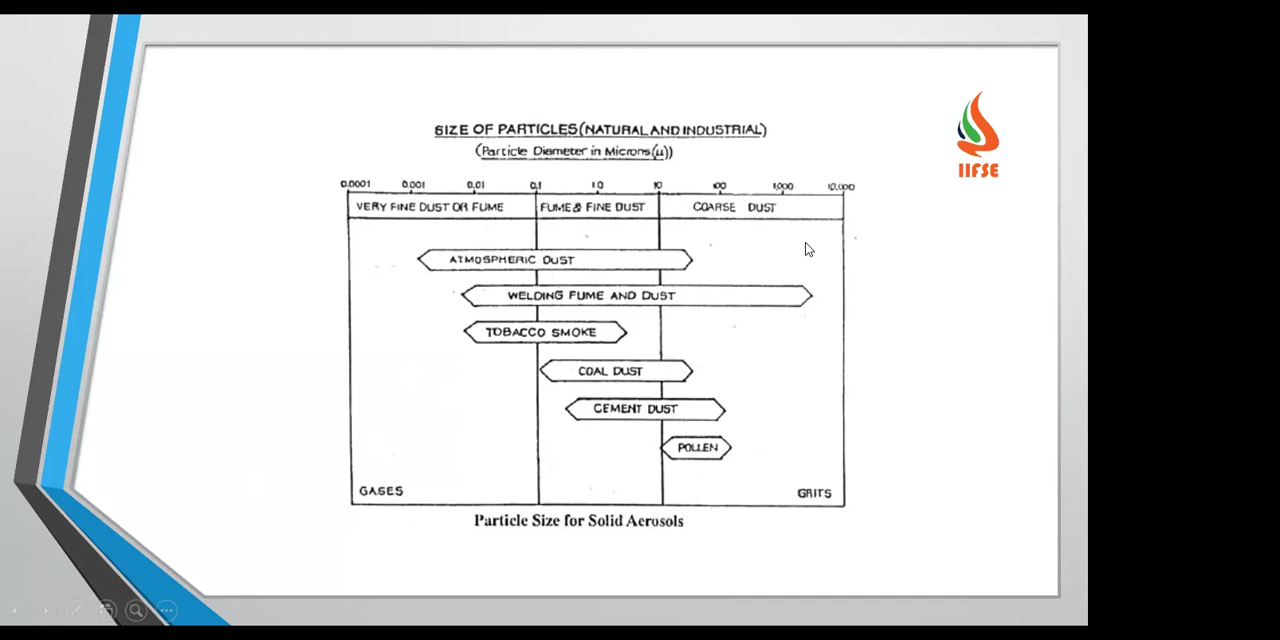 SIZE OF PARTICLES(NATURAL AND INDUSTRIAL)
(Particle Diameter in Microns(μ))
IIFSE
0.0001 0.001 0.01 0.1 1.0 10 100 1,000 10,000
VERY FINE DUST OR FUME FUME & FINE DUST COARSE DUST
ATMOSPHERIC DUST
WELDING FUME AND DUST
TOBACCO SMOKE
COAL DUST
CEMENT DUST
POLLEN
GASES GRITS
Particle Size for Solid Aerosols